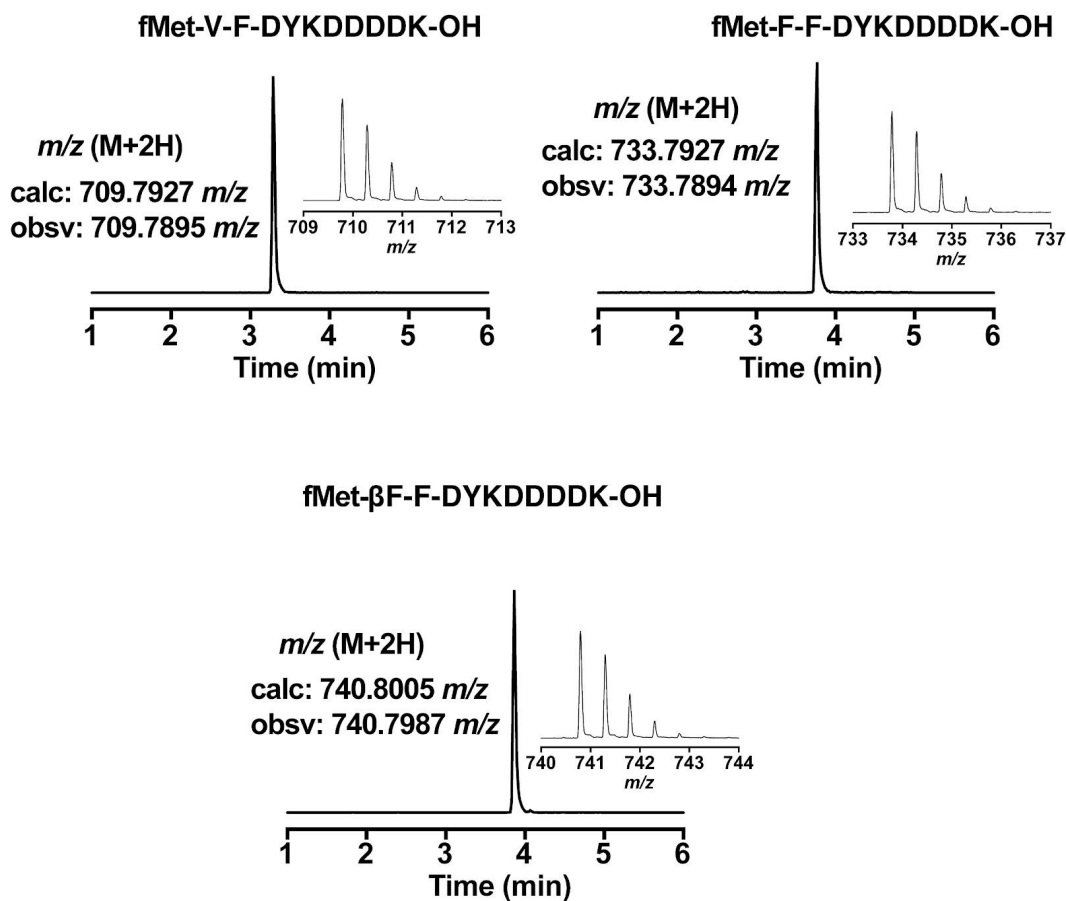 fMet-V-F-DYKDDDDK-OH
m/z (M+2H)
calc: 709.7927 m/z
obsv: 709.7895 m/z
709 710 711 712 713
m/z
1 2 3 4 5 6
Time (min)
fMet-F-F-DYKDDDDK-OH
m/z (M+2H)
calc: 733.7927 m/z
obsv: 733.7894 m/z
733 734 735 736 737
m/z
1 2 3 4 5 6
Time (min)
fMet-βF-F-DYKDDDDK-OH
m/z (M+2H)
calc: 740.8005 m/z
obsv: 740.7987 m/z
740 741 742 743 744
m/z
1 2 3 4 5 6
Time (min)